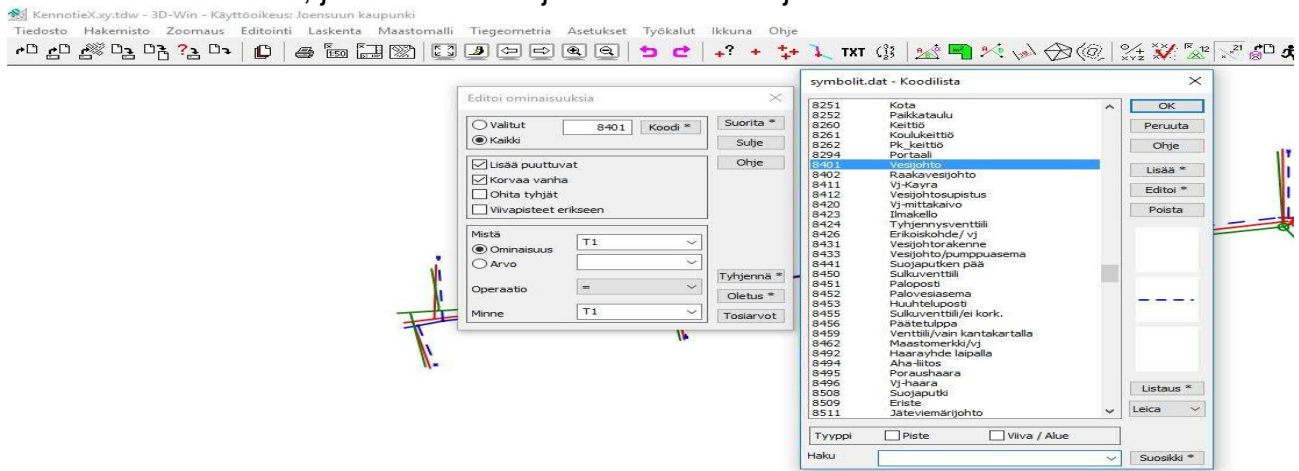 KennotieX.xy.tdw - 3D-Win - Käyttöoikeus: Joensuun kaupunki
Tiedosto Hakemisto Zoomaus Editointi Laskenta Maastomalli Tiegeometria Asetukset Työkalut Ikkuna Ohje
1:50 TXT
Editoi ominaisuuksia
Valitut 8401 Koodi * Suorita *
Kaikki Sulje
Lisää puuttuvat Ohje
Korvaa vanha
Ohita tyhjät
Viivapisteet erikseen
Mistä
Ominaisuus T1
Arvo
Tyhjennä *
Operaatio = Oletus *
Minne T1 Tosiarvot
symbolit.dat - Koodilista
8251 Kota
8252 Paikkataulu
8260 Keittiö
8261 Koulukeittiö
8262 Pk_keittiö
8294 Portaali
8401 Vesijohto
8402 Raakavesijohto
8411 Vj-Kayra
8412 Vesijohtosupistus
8420 Vj-mittakaivo
8423 Ilmakello
8424 Tyhjennysventtiili
8426 Erikoiskohde/ vj
8431 Vesijohtorakenne
8433 Vesijohto/pumppuasema
8441 Suojaputken pää
8450 Sulkuventtiili
8451 Paloposti
8452 Palovesiasema
8453 Huuhteluposti
8455 Sulkuventtiili/ei kork.
8456 Päätetulppa
8459 Venttiili/vain kantakartalla
8462 Maastomerkki/vj
8492 Haarayhde laipalla
8494 Aha-liitos
8495 Poraushaara
8496 Vj-haara
8508 Suojaputki
8509 Eriste
8511 Jäteviemärijohto
OK
Peruuta
Ohje
Lisää *
Editoi *
Poista
Listaus *
Leica
Tyyppi Piste Viiva / Alue
Haku Suosikki *